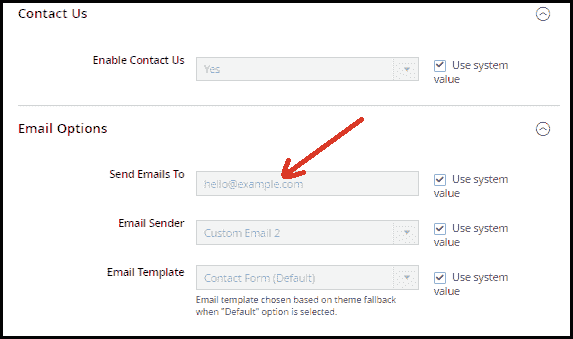 Contact Us
Enable Contact Us
Yes
Use system
value
Email Options
Send Emails To
hello@example.com
Use system
value
Email Sender
Custom Email 2
Use system
value
Email Template
Contact Form (Default)
Use system
value
Email template chosen based on theme fallback
when "Default" option is selected.